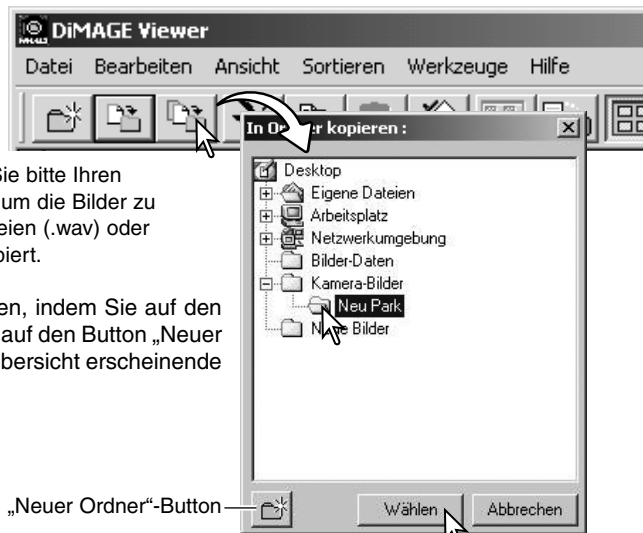 DiMAGE Viewer
Datei Bearbeiten Ansicht Sortieren Werkzeuge Hilfe
In Ordner kopieren :
Desktop
Eigene Dateien
Arbeitsplatz
Netzwerkumgebung
Bilder-Daten
Kamera-Bilder
Neu Park
Neue Bilder
Sie bitte Ihren
um die Bilder zu
eien (.wav) oder
piert.
en, indem Sie auf den
auf den Button „Neuer
bersicht erscheinende
„Neuer Ordner“-Button
Wählen Abbrechen